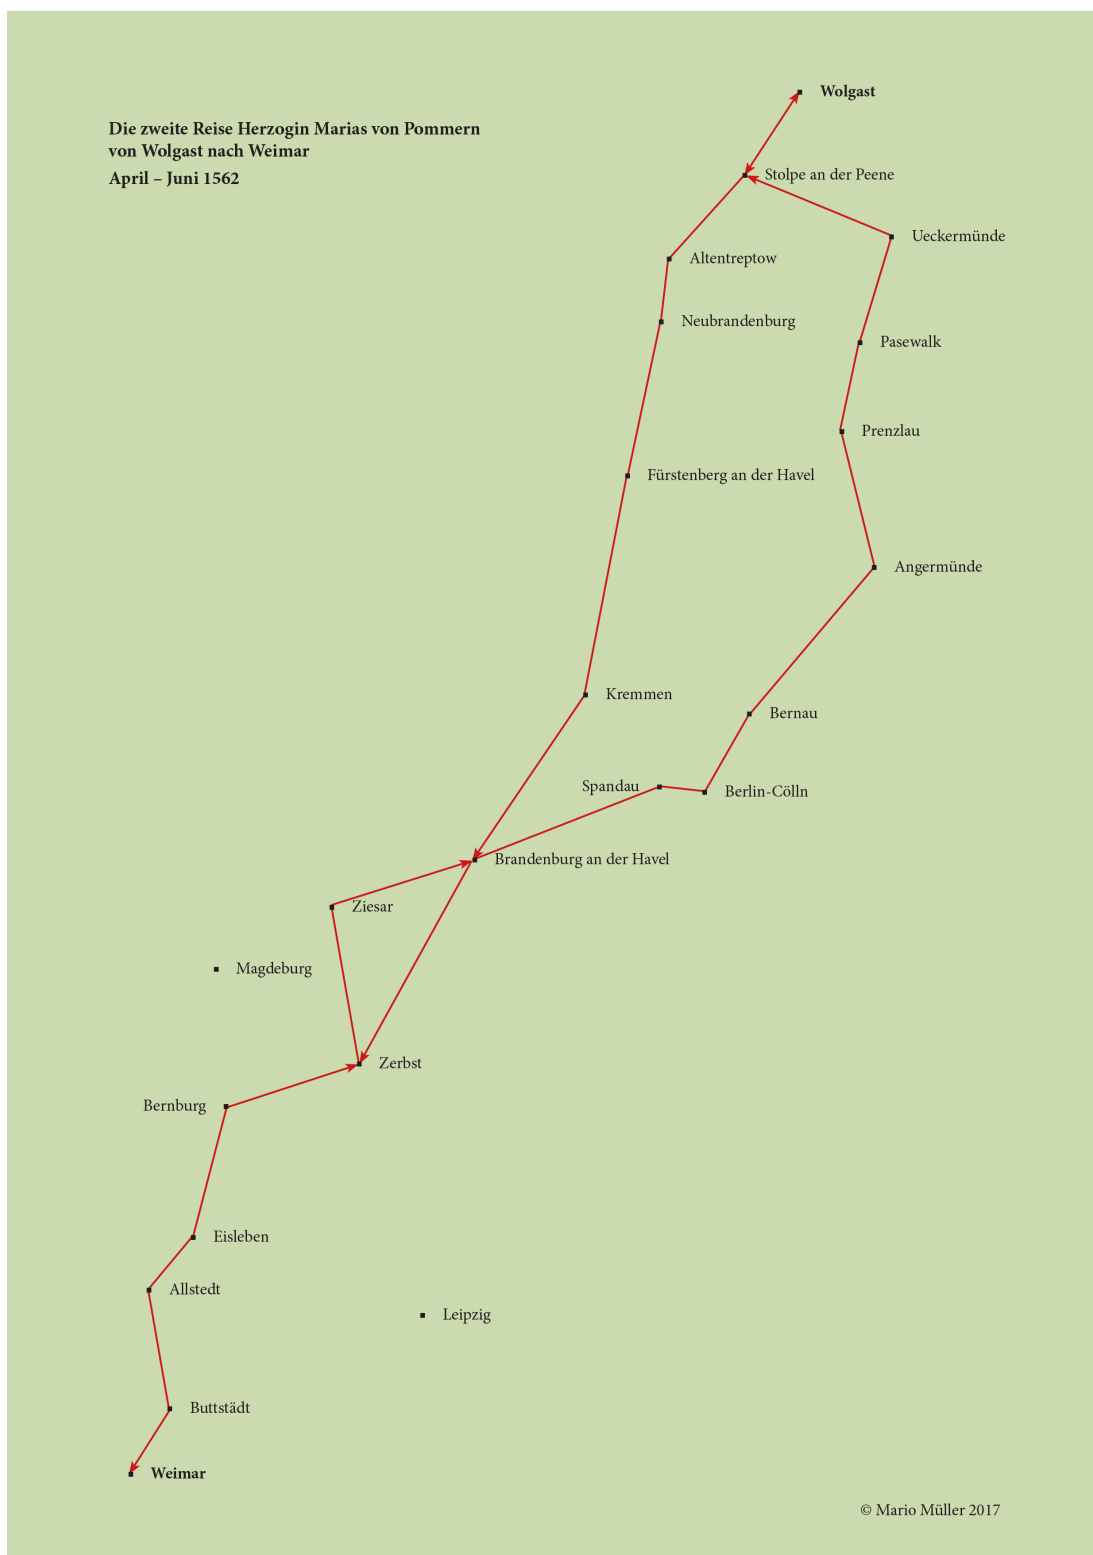 Die zweite Reise Herzogin Marias von Pommern
von Wolgast nach Weimar
April – Juni 1562
Wolgast
Stolpe an der Peene
Ueckermünde
Altentreptow
Neubrandenburg
Pasewalk
Prenzlau
Fürstenberg an der Havel
Angermünde
Kremmen
Bernau
Spandau
Berlin-Cölln
Brandenburg an der Havel
Ziesar
Magdeburg
Zerbst
Bernburg
Eisleben
Allstedt
Leipzig
Buttstädt
Weimar
© Mario Müller 2017